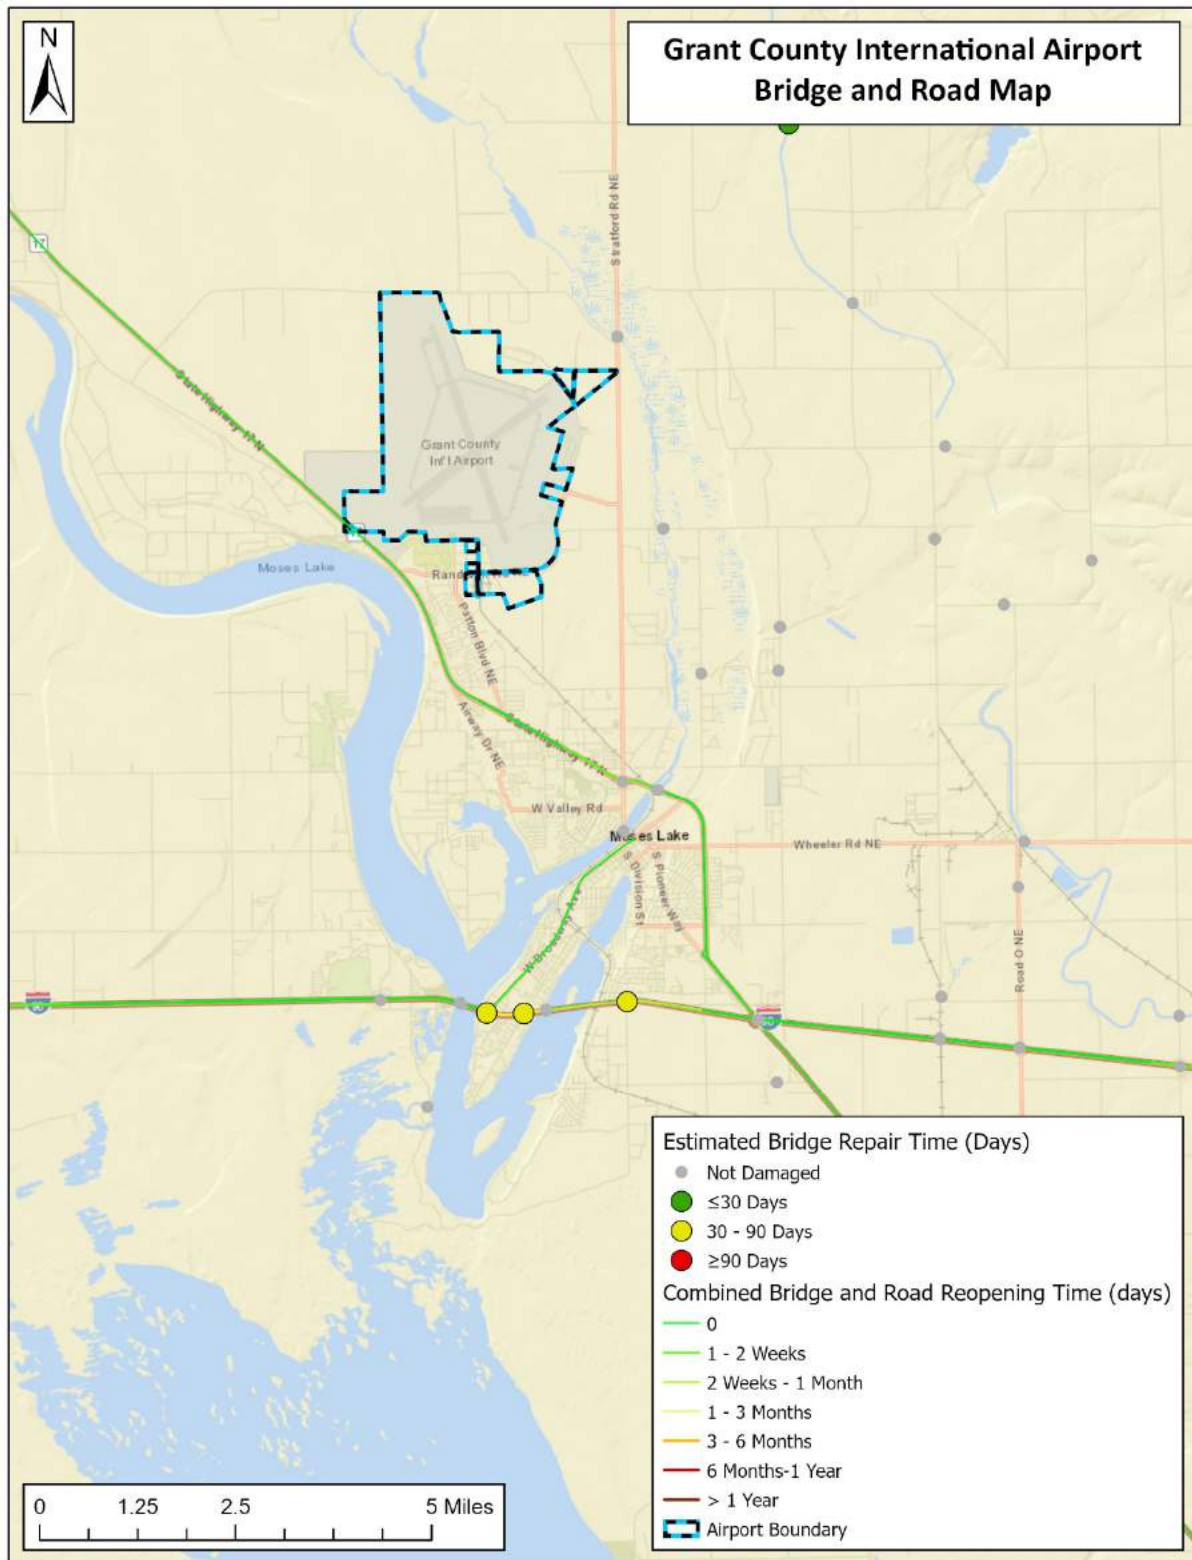 N
Grant County International Airport
Bridge and Road Map
17
Stratford Rd NE
State Highway 17 N
Grant County
Int'l Airport
Moses Lake
Patton Blvd NE
Airway Dr NE
State Highway 17 N
W Valley Rd
Moses Lake
Wheeler Rd NE
S Division St
S Pioneer Way
W Broadway Ave
Road O NE
90
Estimated Bridge Repair Time (Days)
Not Damaged
≤30 Days
30 - 90 Days
≥90 Days
Combined Bridge and Road Reopening Time (days)
0
1 - 2 Weeks
2 Weeks - 1 Month
1 - 3 Months
3 - 6 Months
6 Months-1 Year
> 1 Year
Airport Boundary
0 1.25 2.5 5 Miles